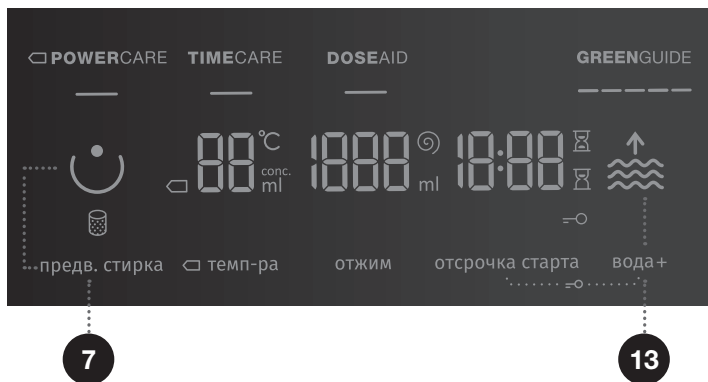 POWERCARE TIMECARE DOSEAID GREENGUIDE
88 °C conc. ml 1888 ml 18:88
предв. стирка темп-ра отжим отсрочка старта вода+
7 13